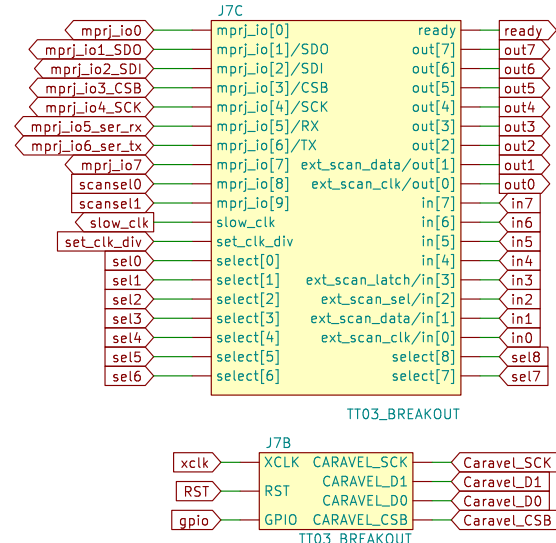 J7C
mprj_io0 mprj_io[0] ready ready
mprj_io1_SDO mprj_io[1]/SDO out[7] out7
mprj_io2_SDI mprj_io[2]/SDI out[6] out6
mprj_io3_CSB mprj_io[3]/CSB out[5] out5
mprj_io4_SCK mprj_io[4]/SCK out[4] out4
mprj_io5_ser_rx mprj_io[5]/RX out[3] out3
mprj_io6_ser_tx mprj_io[6]/TX out[2] out2
mprj_io7 mprj_io[7] ext_scan_data/out[1] out1
scansel0 mprj_io[8] ext_scan_clk/out[0] out0
scansel1 mprj_io[9] in[7] in7
slow_clk slow_clk in[6] in6
set_clk_div set_clk_div in[5] in5
sel0 select[0] in[4] in4
sel1 select[1] ext_scan_latch/in[3] in3
sel2 select[2] ext_scan_sel/in[2] in2
sel3 select[3] ext_scan_data/in[1] in1
sel4 select[4] ext_scan_clk/in[0] in0
sel5 select[5] select[8] sel8
sel6 select[6] select[7] sel7
TT03_BREAKOUT
J7B
xclk XCLK CARAVEL_SCK Caravel_SCK
CARAVEL_D1 Caravel_D1
RST RST
CARAVEL_D0 Caravel_D0
gpio GPIO CARAVEL_CSB Caravel_CSB
TT03_BREAKOUT